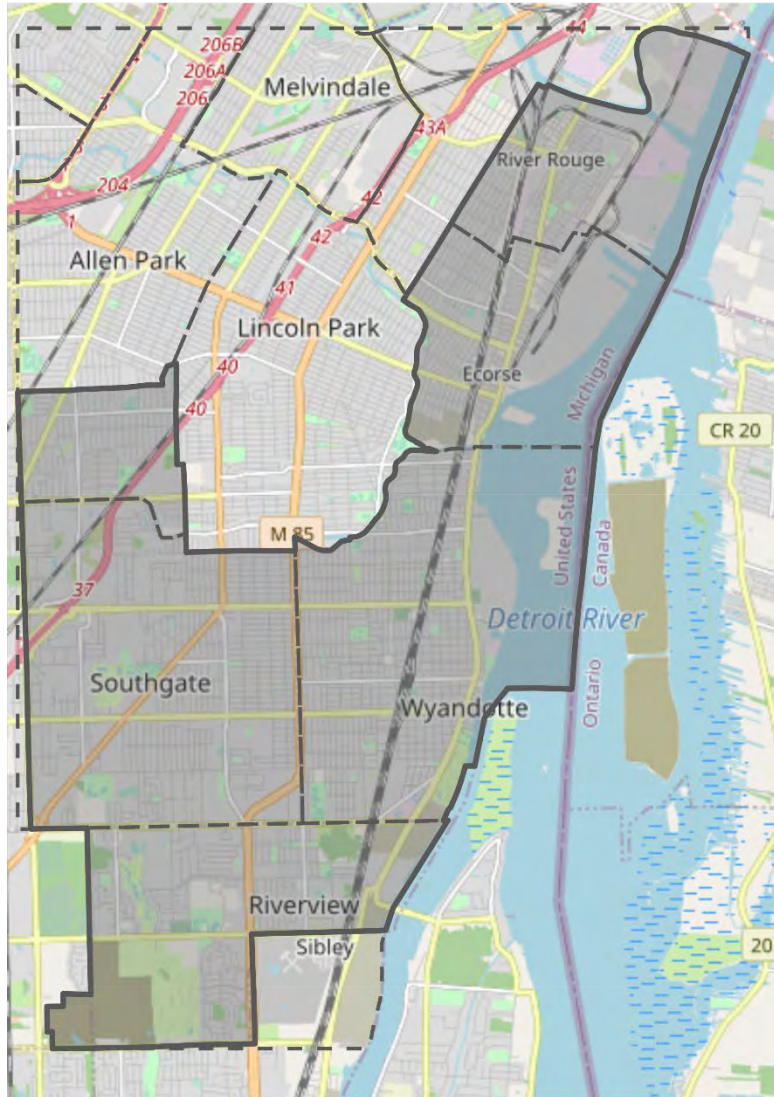 44
206B
206A
206
Melvindale
43A
River Rouge
204
42
1
42
Allen Park
41
Lincoln Park
40
Ecorse
Michigan
40
CR 20
M 85
United States
Canada
37
Detroit River
Southgate
Wyandotte
Ontario
Riverview
Sibley
20